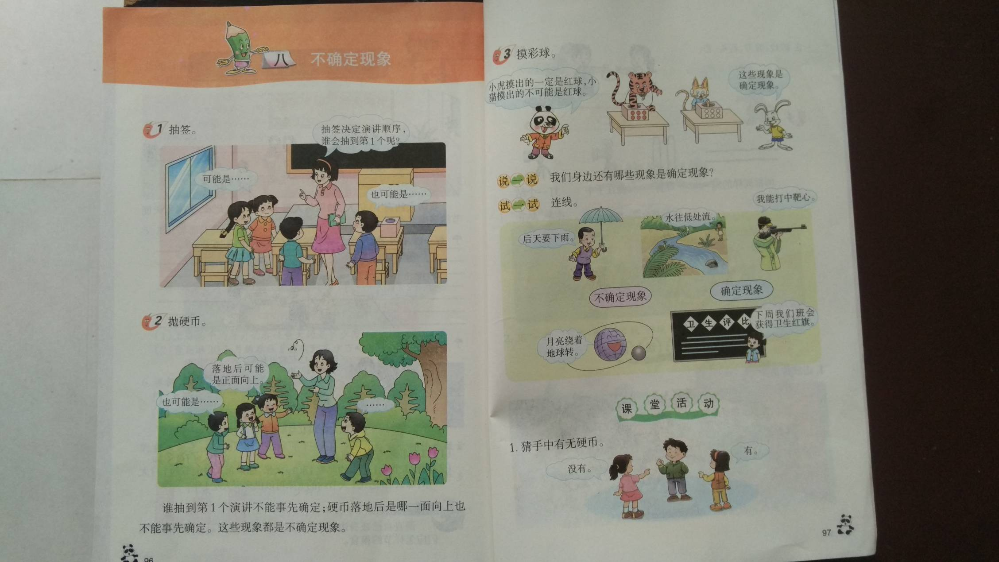 八 不确定现象
1 抽签。
抽签决定演讲顺序，
谁会抽到第1个呢?
可能是……
也可能是……
2 抛硬币。
落地后可能
是正面向上。
也可能是……
……
谁抽到第1个演讲不能事先确定;硬币落地后是哪一面向上也
不能事先确定。这些现象都是不确定现象。
96
3 摸彩球。
小虎摸出的一定是红球,小
猫摸出的不可能是红球。
这些现象是
确定现象。
说一说 我们身边还有哪些现象是确定现象?
试一试 连线。
我能打中靶心。
水往低处流。
后天要下雨。
不确定现象
确定现象
卫生评比
下周我们班会
获得卫生红旗。
月亮绕着
地球转。
课堂活动
1. 猜手中有无硬币。
没有。
有。
97